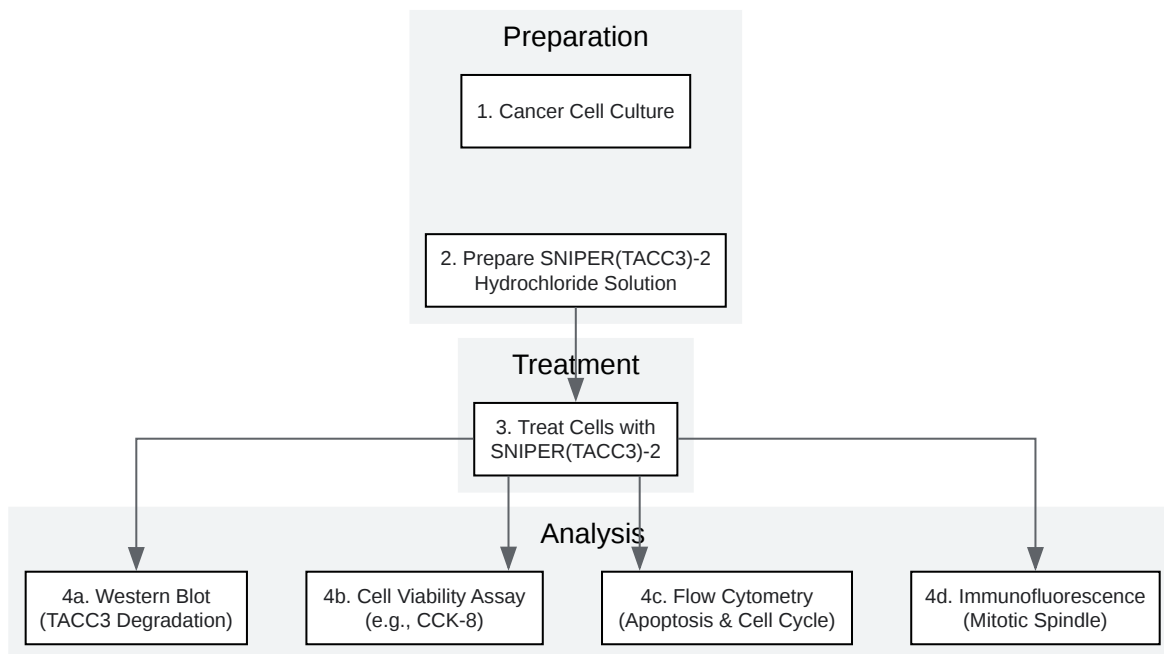 Preparation
1. Cancer Cell Culture
2. Prepare SNIPER(TACC3)-2
Hydrochloride Solution
Treatment
3. Treat Cells with
SNIPER(TACC3)-2
Analysis
4a. Western Blot
(TACC3 Degradation)
4b. Cell Viability Assay
(e.g., CCK-8)
4c. Flow Cytometry
(Apoptosis & Cell Cycle)
4d. Immunofluorescence
(Mitotic Spindle)